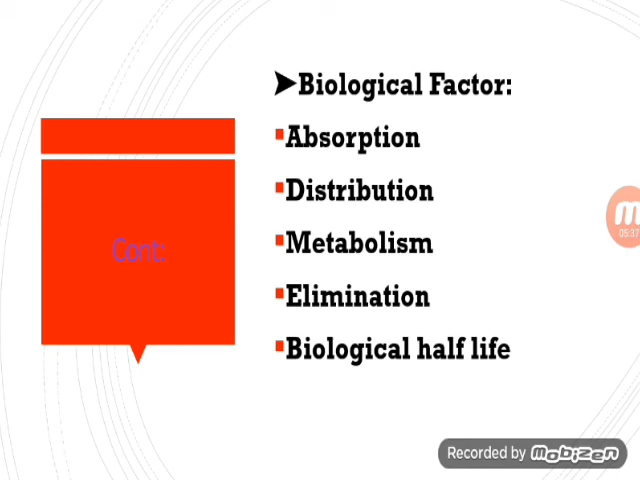 ➤Biological Factor:
▪Absorption
▪Distribution
Cont:
▪Metabolism
▪Elimination
▪Biological half life
M
05:37
Recorded by mobizen